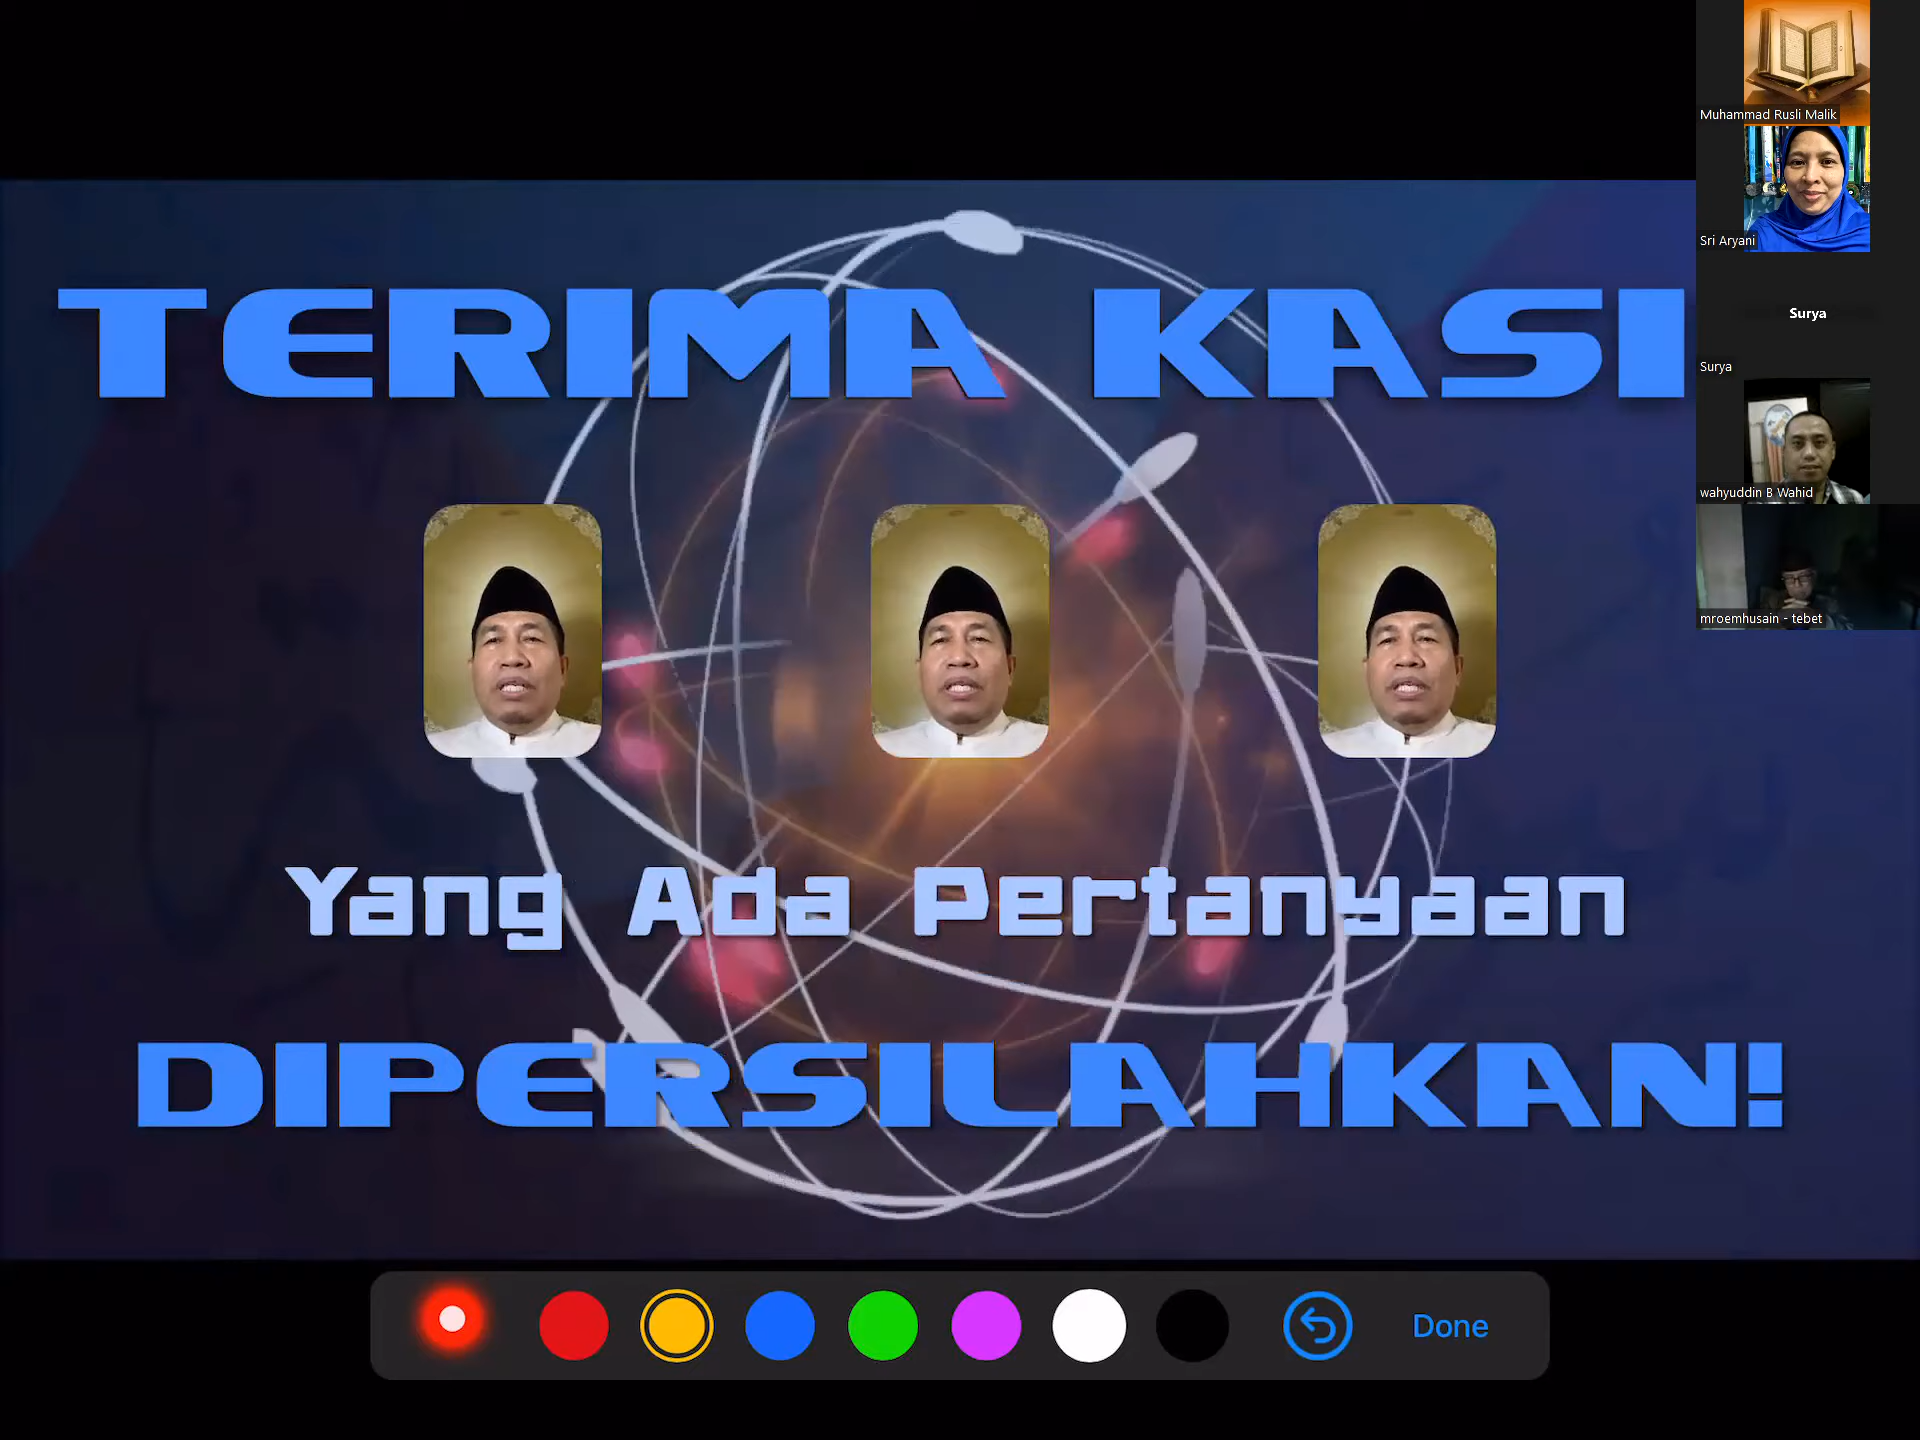 Muhammad Rusli Malik
Sri Aryani
TERIMA KASI
Surya
Surya
wahyuddin B Wahid
mroemhusain - tebet
Yang Ada Pertanyaan
DIPERSILAHKAN!
Done